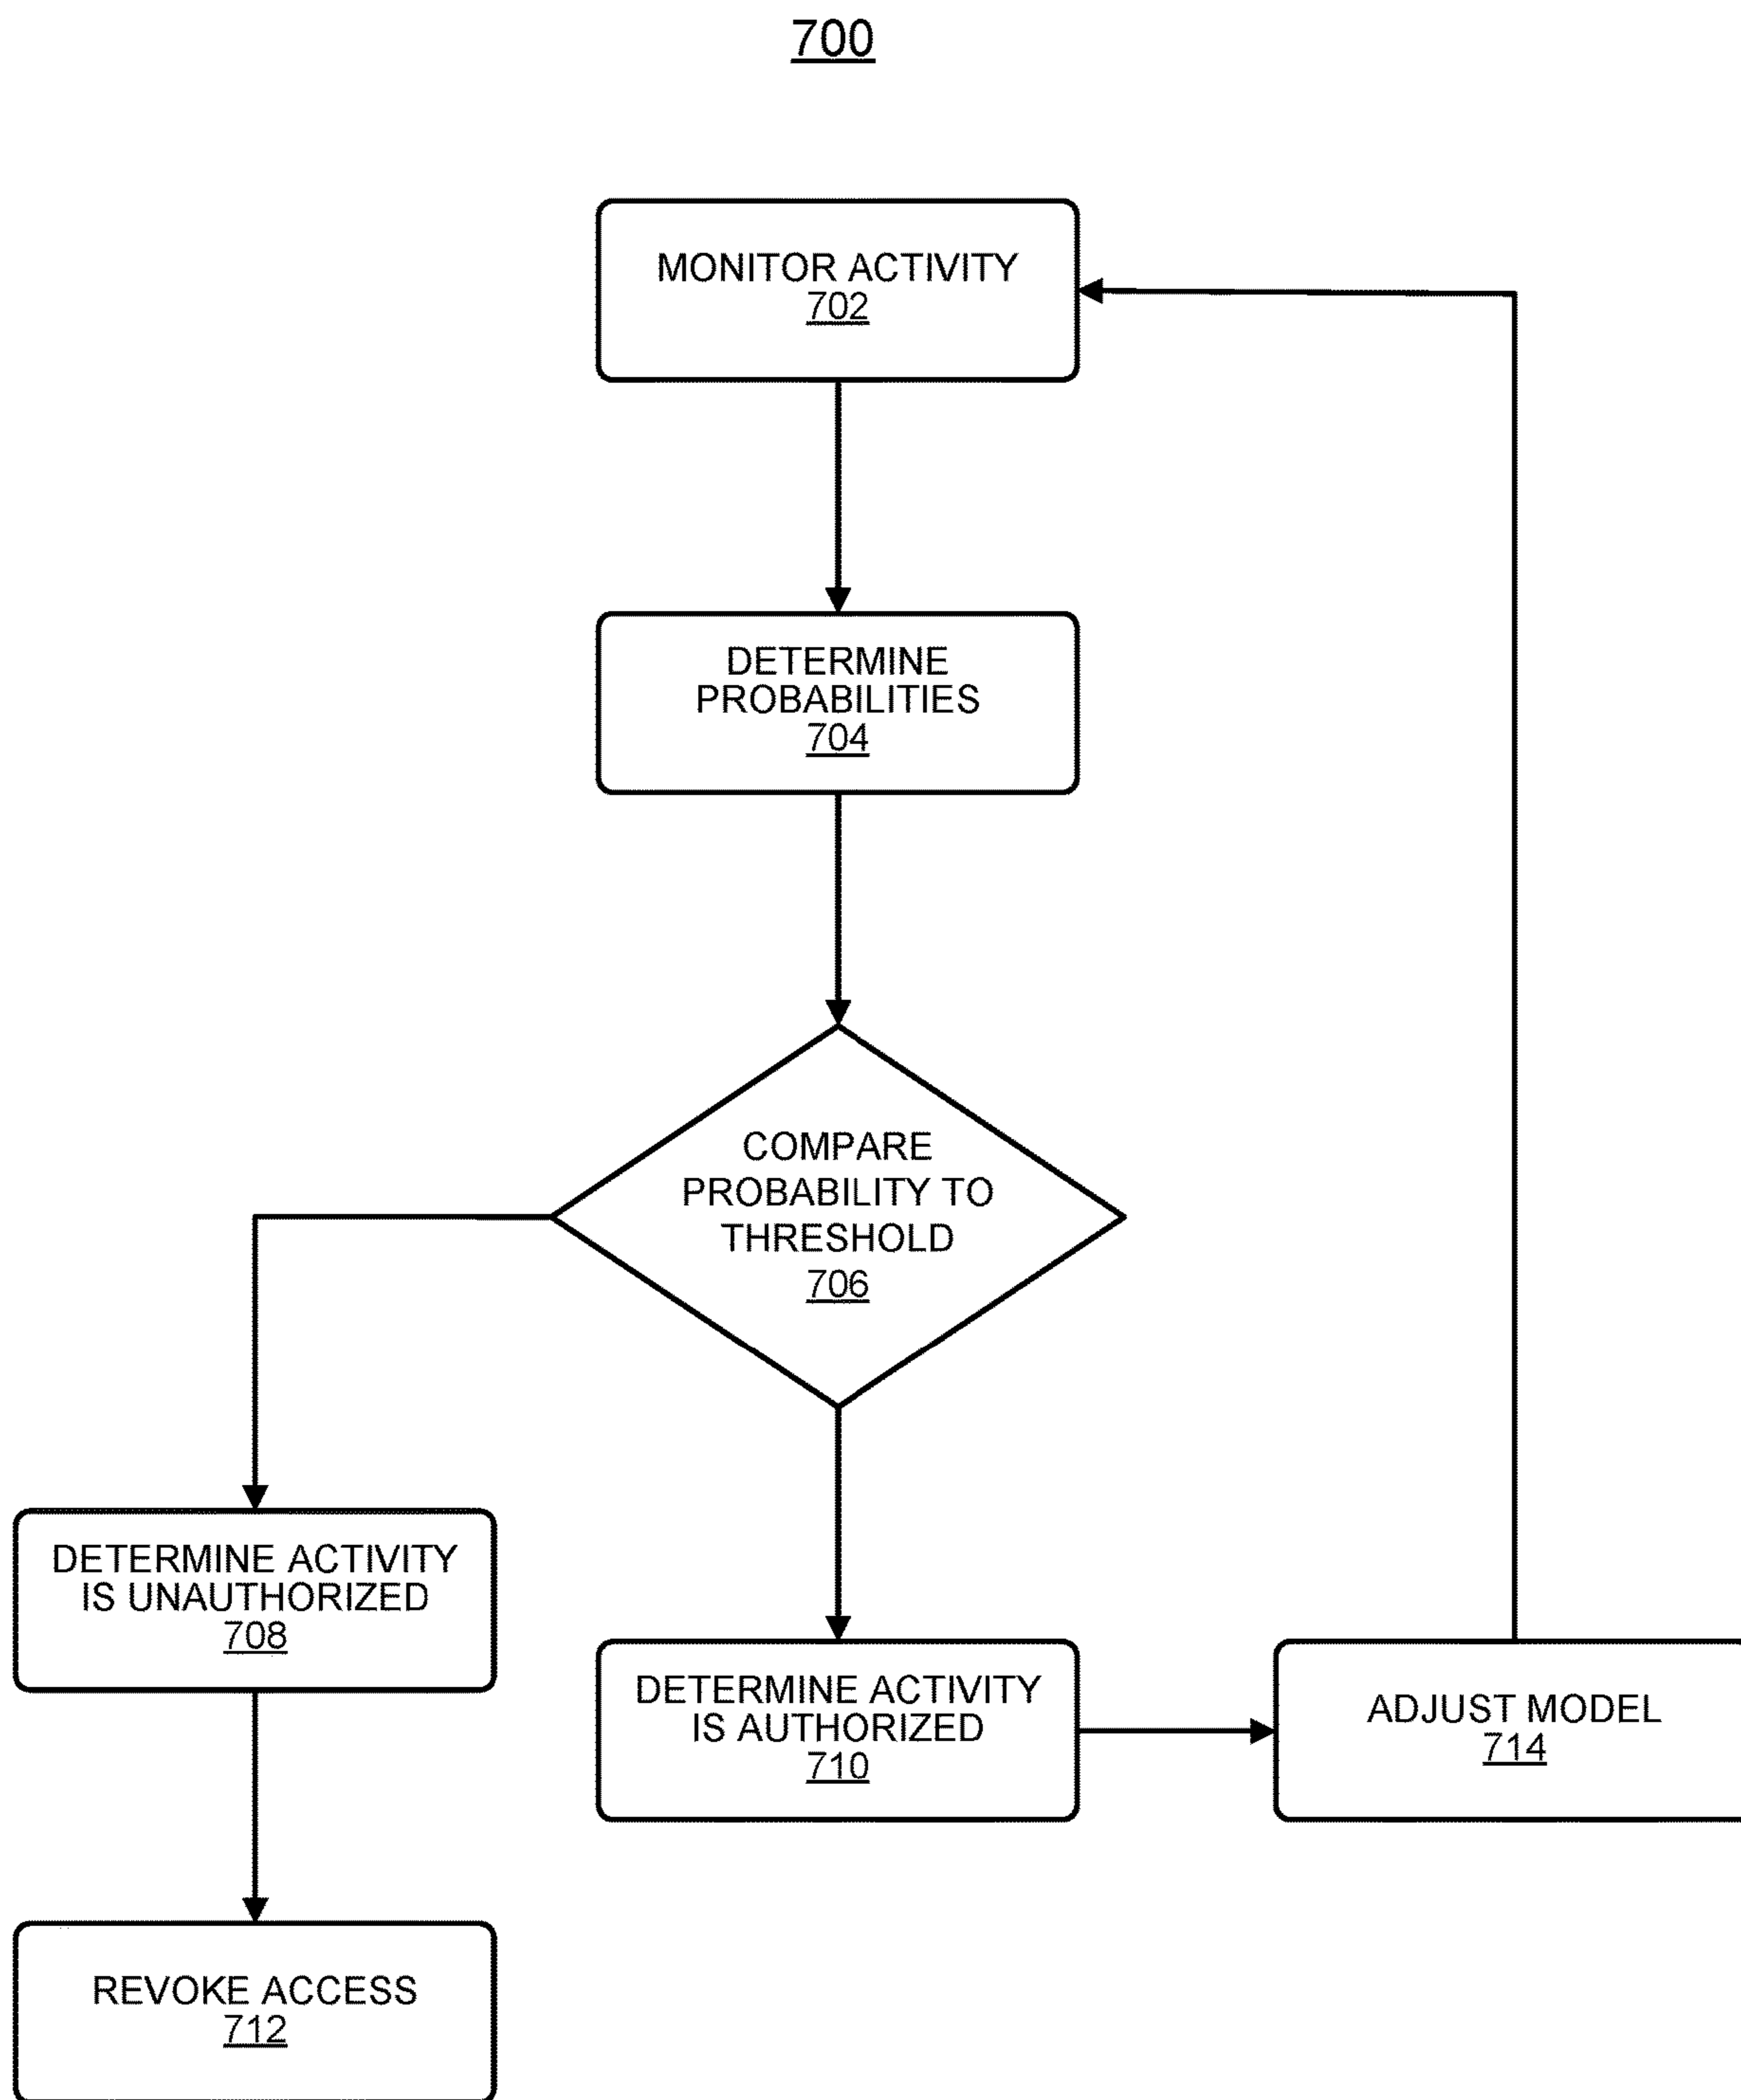 700
MONITOR ACTIVITY
702
DETERMINE
PROBABILITIES
704
COMPARE
PROBABILITY TO
THRESHOLD
706
DETERMINE ACTIVITY
IS UNAUTHORIZED
708
DETERMINE ACTIVITY
IS AUTHORIZED
710
ADJUST MODEL
714
REVOKE ACCESS
712